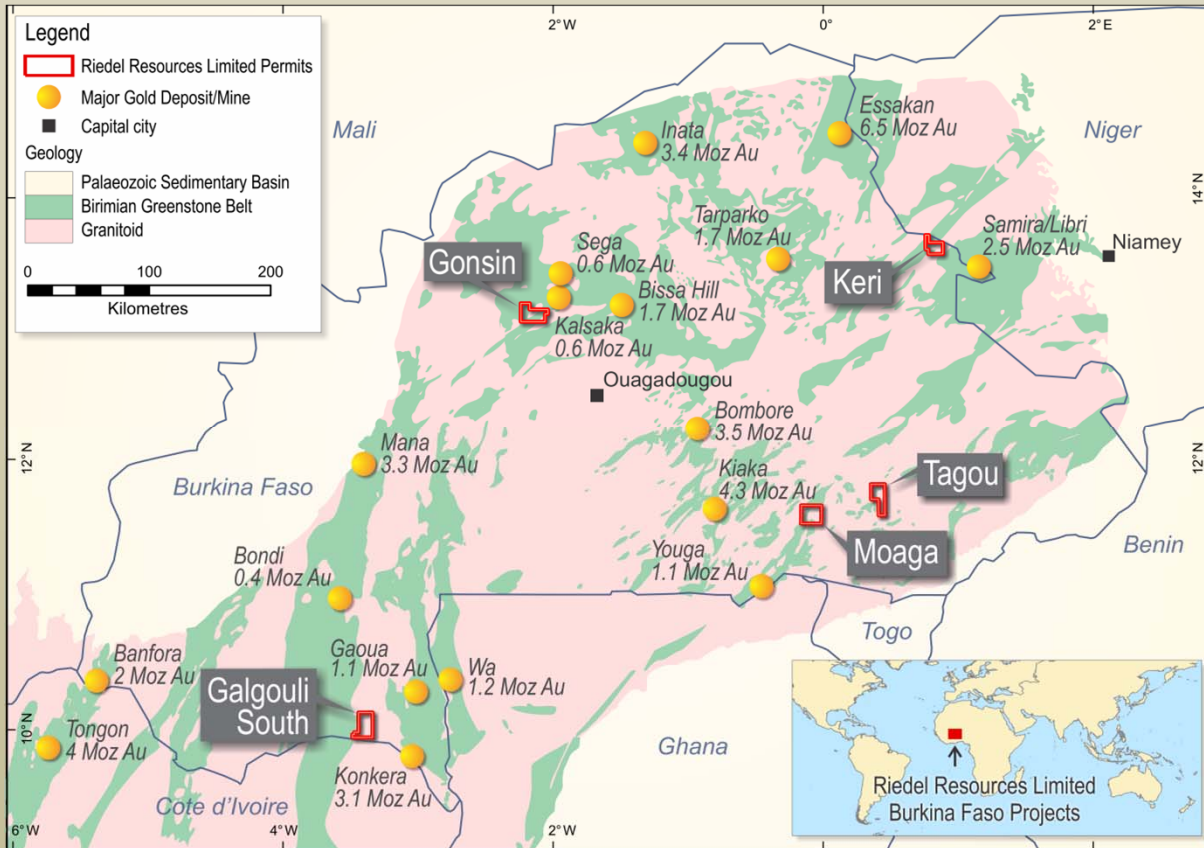 2°W
0°
2°E
Legend
Riedel Resources Limited Permits
Major Gold Deposit/Mine
Capital city
Geology
Palaeozoic Sedimentary Basin
Birimian Greenstone Belt
Granitoid
0 100 200
Kilometres
Mali
Inata
3.4 Moz Au
Essakan
6.5 Moz Au
Niger
14°N
Tarparko
1.7 Moz Au
Samira/Libri
2.5 Moz Au
Niamey
Keri
Gonsin
Sega
0.6 Moz Au
Bissa Hill
1.7 Moz Au
Kalsaka
0.6 Moz Au
Ouagadougou
Bombore
3.5 Moz Au
12°N
12°N
Mana
3.3 Moz Au
Burkina Faso
Kiaka
4.3 Moz Au
Tagou
Moaga
Benin
Youga
1.1 Moz Au
Togo
Bondi
0.4 Moz Au
Gaoua
1.1 Moz Au
Wa
1.2 Moz Au
Banfora
2 Moz Au
Galgouli
South
Tongon
4 Moz Au
10°N
Konkera
3.1 Moz Au
Cote d'Ivoire
Ghana
Riedel Resources Limited
Burkina Faso Projects
6°W
4°W
2°W